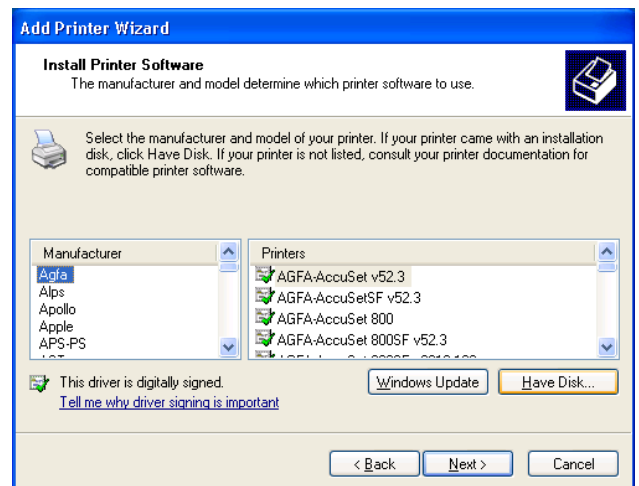 Add Printer Wizard
Install Printer Software
The manufacturer and model determine which printer software to use.
Select the manufacturer and model of your printer. If your printer came with an installation
disk, click Have Disk. If your printer is not listed, consult your printer documentation for
compatible printer software.
Manufacturer
Agfa
Alps
Apollo
Apple
APS-PS
Printers
AGFA-AccuSet v52.3
AGFA-AccuSetSF v52.3
AGFA-AccuSet 800
AGFA-AccuSet 800SF v52.3
This driver is digitally signed.
Tell me why driver signing is important
Windows Update
Have Disk...
< Back
Next >
Cancel